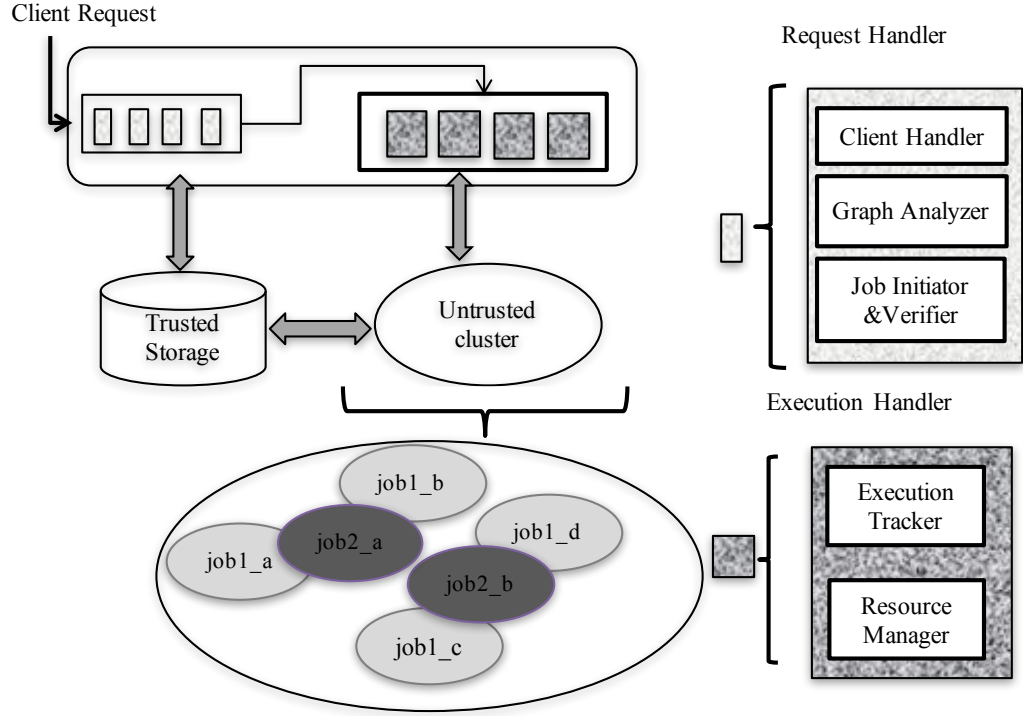 Client Request
Request Handler
Client Handler
Graph Analyzer
Job Initiator
&Verifier
Trusted
Storage
Untrusted
cluster
Execution Handler
Execution
Tracker
Resource
Manager
job1_b
job1_d
job2_a
job1_a
job2_b
job1_c